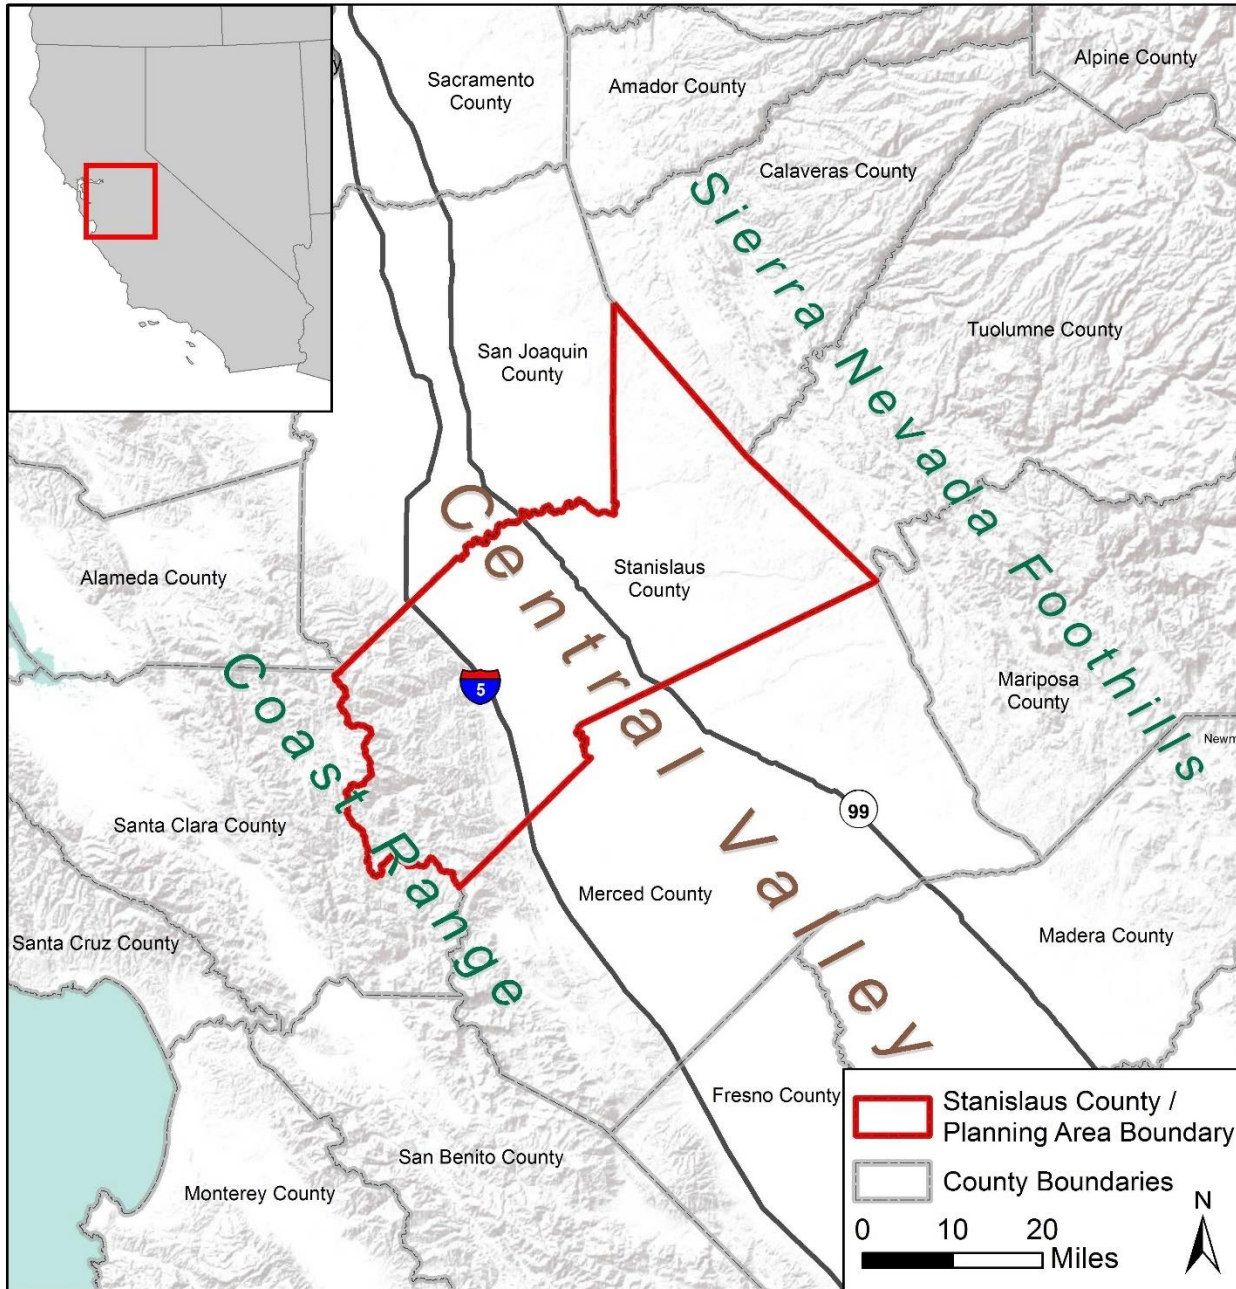 Sacramento
County
Amador County
Alpine County
Calaveras County
Sierra Nevada Foothills
Tuolumne County
San Joaquin
County
Central Valley
Stanislaus
County
Alameda County
Coast Range
5
Mariposa
County
99
Santa Clara County
Merced County
Santa Cruz County
Madera County
Fresno County
San Benito County
Monterey County
Stanislaus County /
Planning Area Boundary
County Boundaries
N
0 10 20
Miles